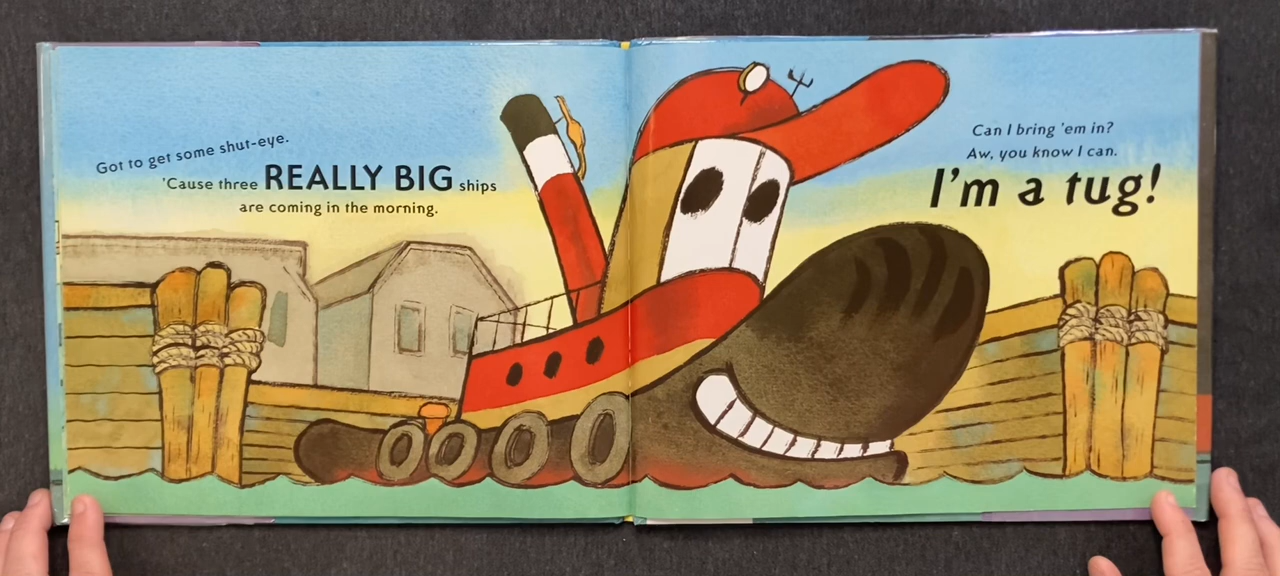 Got to get some shut-eye.
'Cause three REALLY BIG ships
are coming in the morning.
Can I bring 'em in?
Aw, you know I can.
I'm a tug!